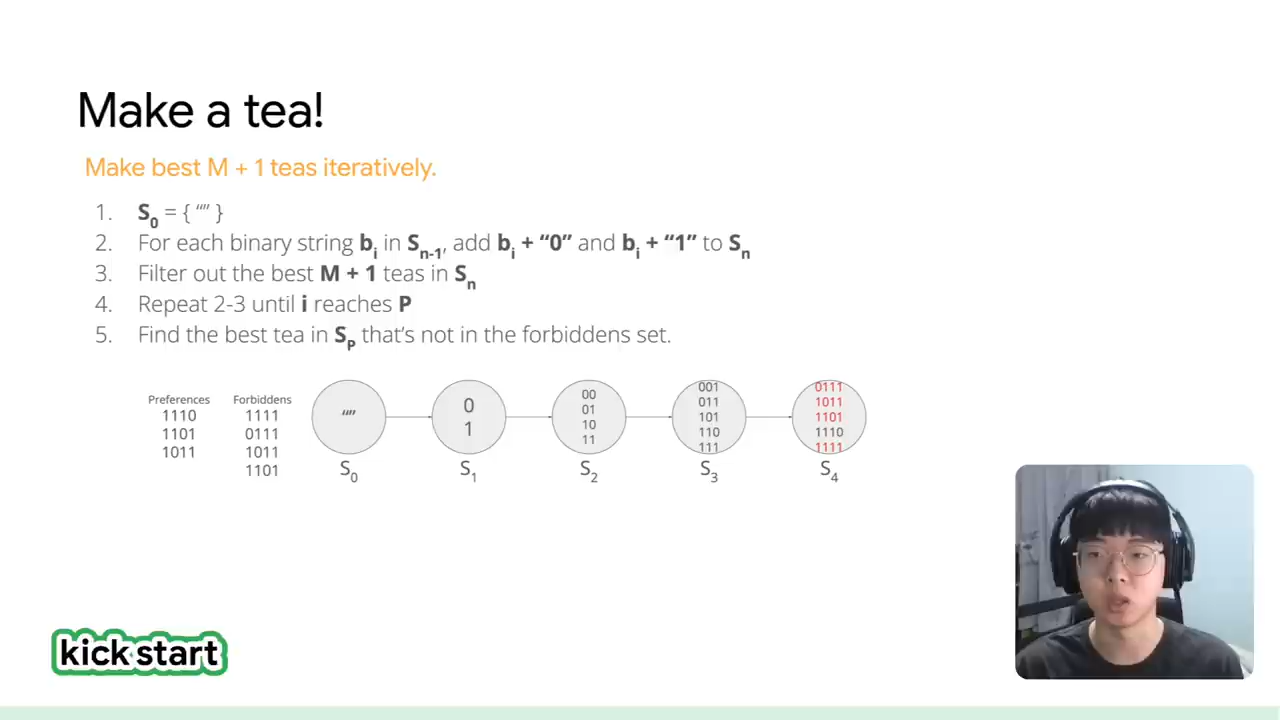 Make a tea!
Make best M + 1 teas iteratively.
1. S0 = { “” }
2. For each binary string bi in Sn-1, add bi + “0” and bi + “1” to Sn
3. Filter out the best M + 1 teas in Sn
4. Repeat 2-3 until i reaches P
5. Find the best tea in SP that’s not in the forbiddens set.
Preferences
1110
1101
1011
Forbiddens
1111
0111
1011
1101
“”
S0
0
1
S1
00
01
10
11
S2
001
011
101
110
111
S3
0111
1011
1101
1110
1111
S4
kick start